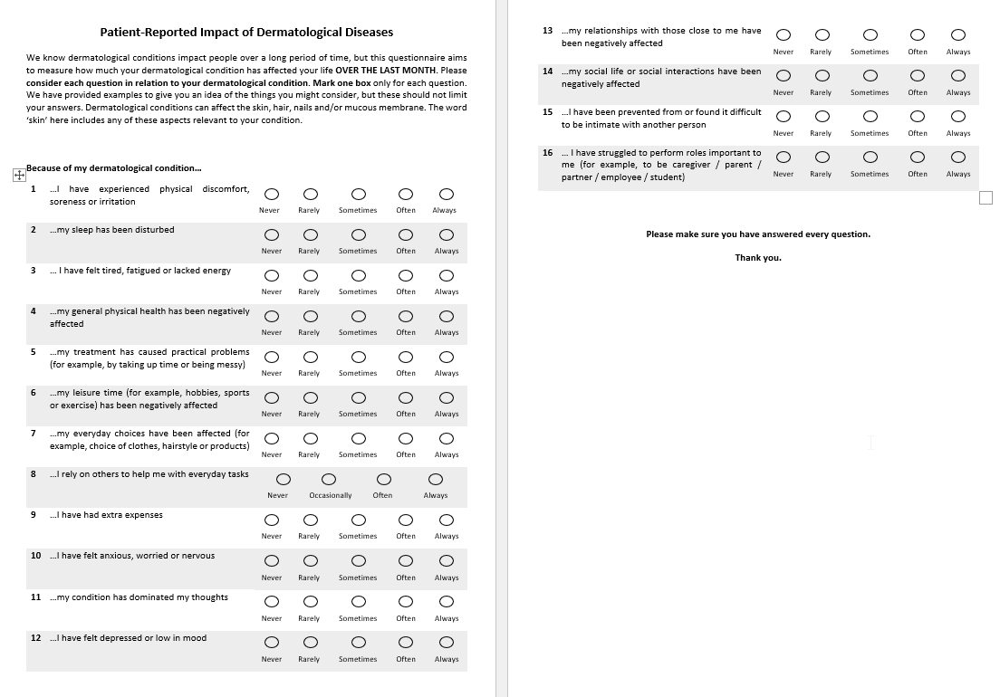 Patient-Reported Impact of Dermatological Diseases
We know dermatological conditions impact people over a long period of time, but this questionnaire aims
to measure how much your dermatological condition has affected your life OVER THE LAST MONTH. Please
consider each question in relation to your dermatological condition. Mark one box only for each question.
We have provided examples to give you an idea of the things you might consider, but these should not limit
your answers. Dermatological conditions can affect the skin, hair, nails and/or mucous membrane. The word
‘skin’ here includes any of these aspects relevant to your condition.
Because of my dermatological condition…
1 …I have experienced physical discomfort,
soreness or irritation
Never Rarely Sometimes Often Always
2 …my sleep has been disturbed
Never Rarely Sometimes Often Always
3 … I have felt tired, fatigued or lacked energy
Never Rarely Sometimes Often Always
4 …my general physical health has been negatively
affected
Never Rarely Sometimes Often Always
5 …my treatment has caused practical problems
(for example, by taking up time or being messy)
Never Rarely Sometimes Often Always
6 …my leisure time (for example, hobbies, sports
or exercise) has been negatively affected
Never Rarely Sometimes Often Always
7 …my everyday choices have been affected (for
example, choice of clothes, hairstyle or products)
Never Rarely Sometimes Often Always
8 …I rely on others to help me with everyday tasks
Never Occasionally Often Always
9 …I have had extra expenses
Never Rarely Sometimes Often Always
10 …I have felt anxious, worried or nervous
Never Rarely Sometimes Often Always
11 …my condition has dominated my thoughts
Never Rarely Sometimes Often Always
12 …I have felt depressed or low in mood
Never Rarely Sometimes Often Always
13 …my relationships with those close to me have
been negatively affected
Never Rarely Sometimes Often Always
14 …my social life or social interactions have been
negatively affected
Never Rarely Sometimes Often Always
15 …I have been prevented from or found it difficult
to be intimate with another person
Never Rarely Sometimes Often Always
16 … I have struggled to perform roles important to
me (for example, to be caregiver / parent /
partner / employee / student)
Never Rarely Sometimes Often Always
Please make sure you have answered every question.
Thank you.